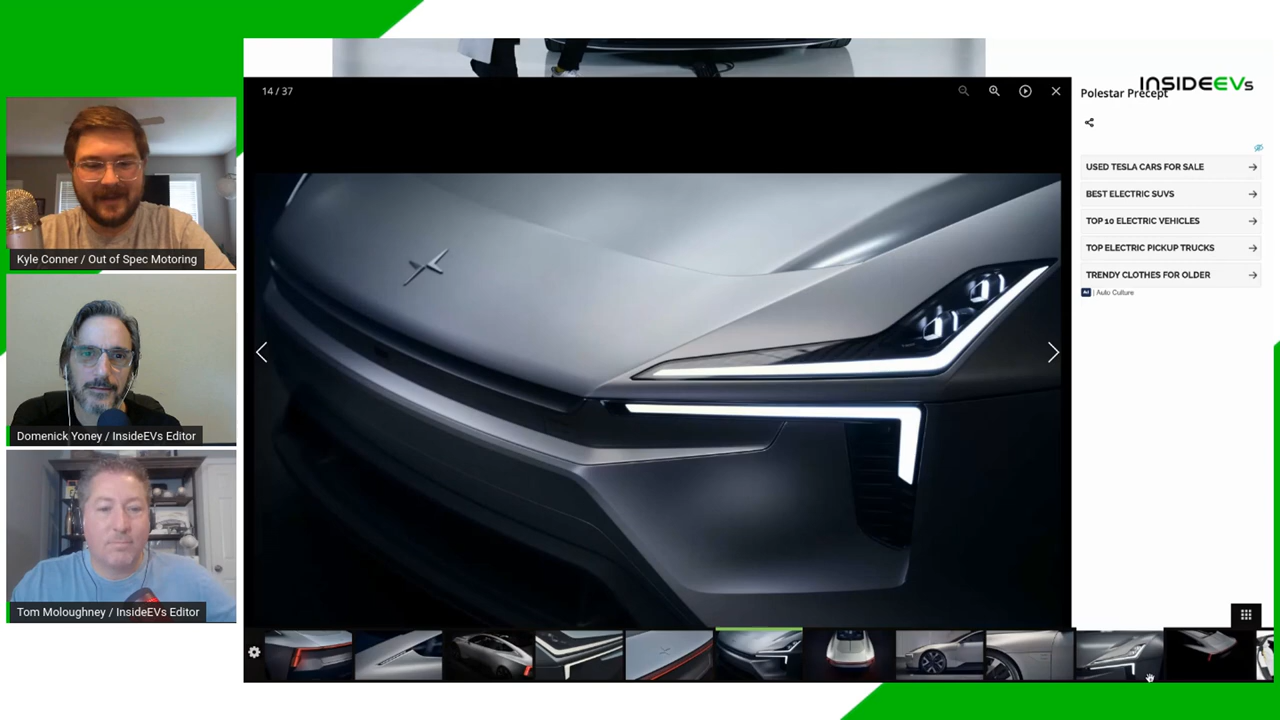 14 / 37
INSIDEEVs
Polestar Precept
USED TESLA CARS FOR SALE
BEST ELECTRIC SUVS
TOP 10 ELECTRIC VEHICLES
TOP ELECTRIC PICKUP TRUCKS
TRENDY CLOTHES FOR OLDER
Ad | Auto Culture
Kyle Conner / Out of Spec Motoring
Domenick Yoney / InsideEVs Editor
Tom Moloughney / InsideEVs Editor